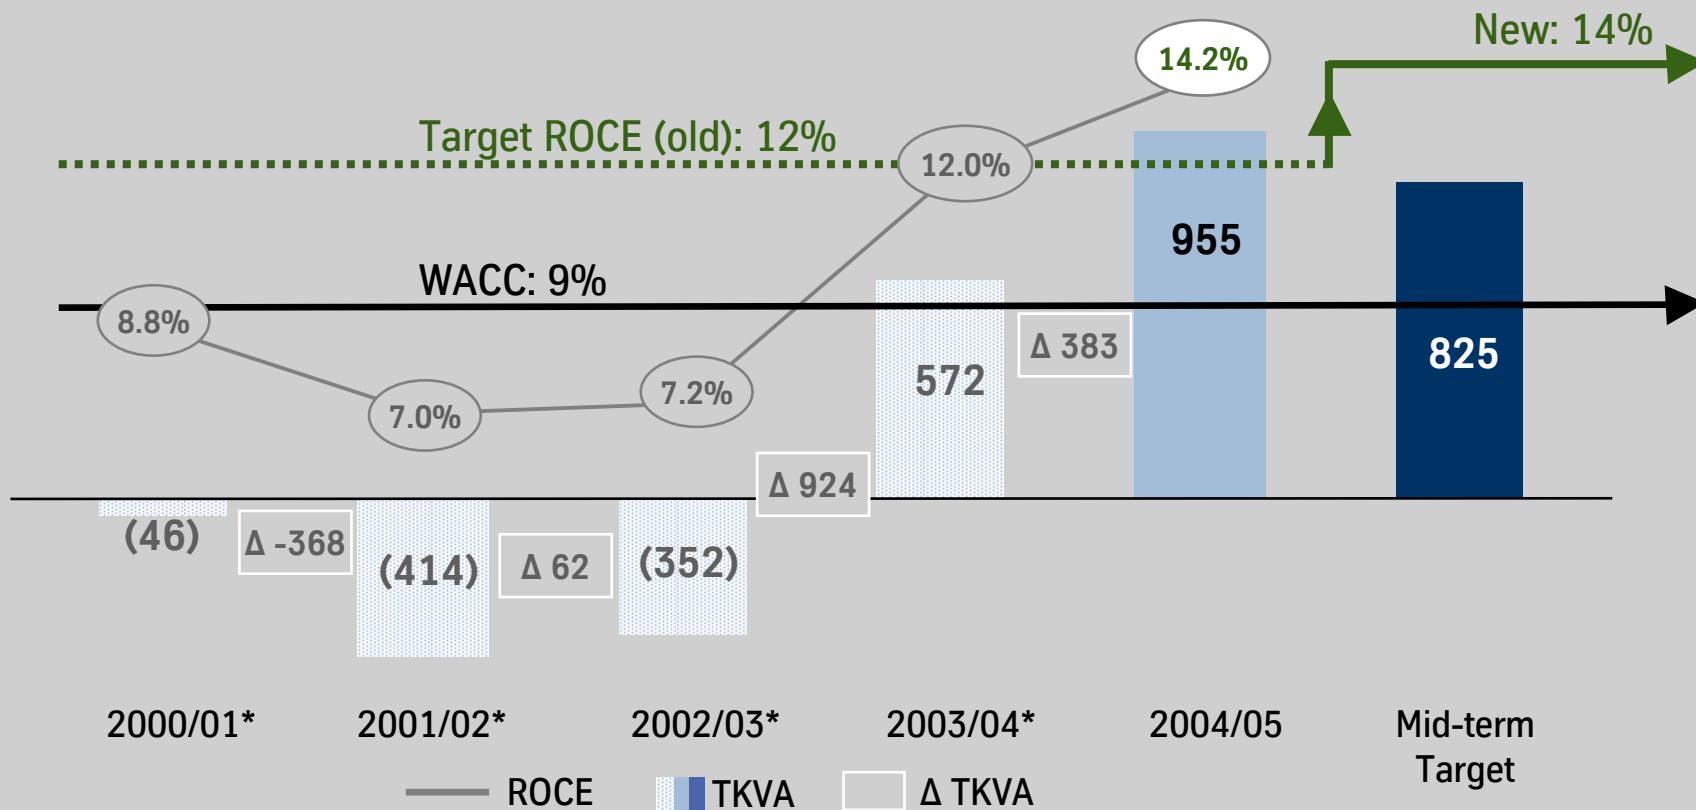 New: 14%
14.2%
Target ROCE (old): 12%
12.0%
955
WACC: 9%
8.8%
Δ 383
825
572
7.2%
7.0%
Δ 924
(46)
Δ -368
(414)
Δ 62
(352)
2000/01*
2001/02*
2002/03*
2003/04*
2004/05
Mid-term
Target
ROCE
TKVA
Δ TKVA